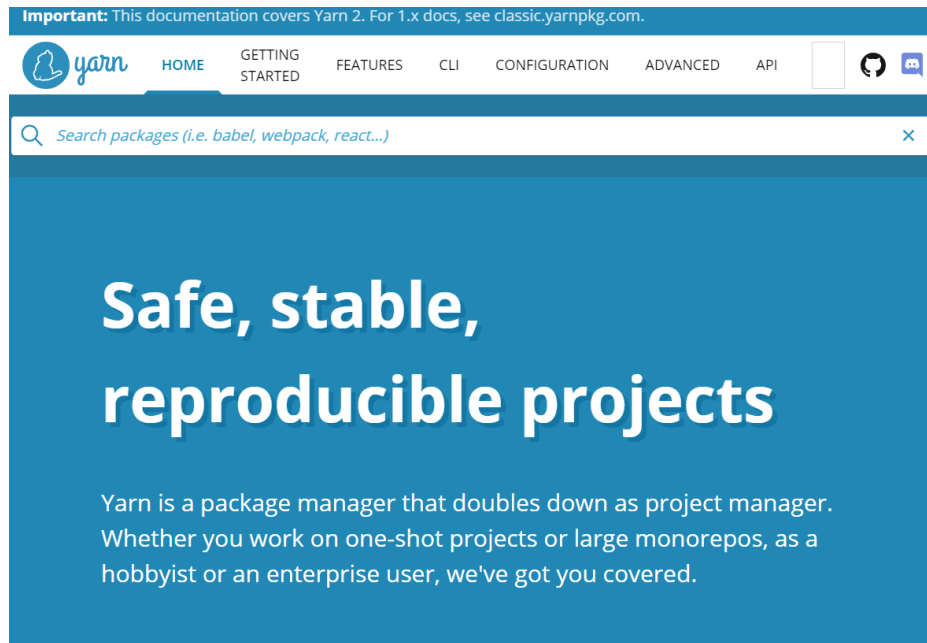 Important: This documentation covers Yarn 2. For 1.x docs, see classic.yarnpkg.com.
yarn
HOME
GETTING
STARTED
FEATURES
CLI
CONFIGURATION
ADVANCED
API
Search packages (i.e. babel, webpack, react...)
Safe, stable,
reproducible projects
Yarn is a package manager that doubles down as project manager.
Whether you work on one-shot projects or large monorepos, as a
hobbyist or an enterprise user, we've got you covered.